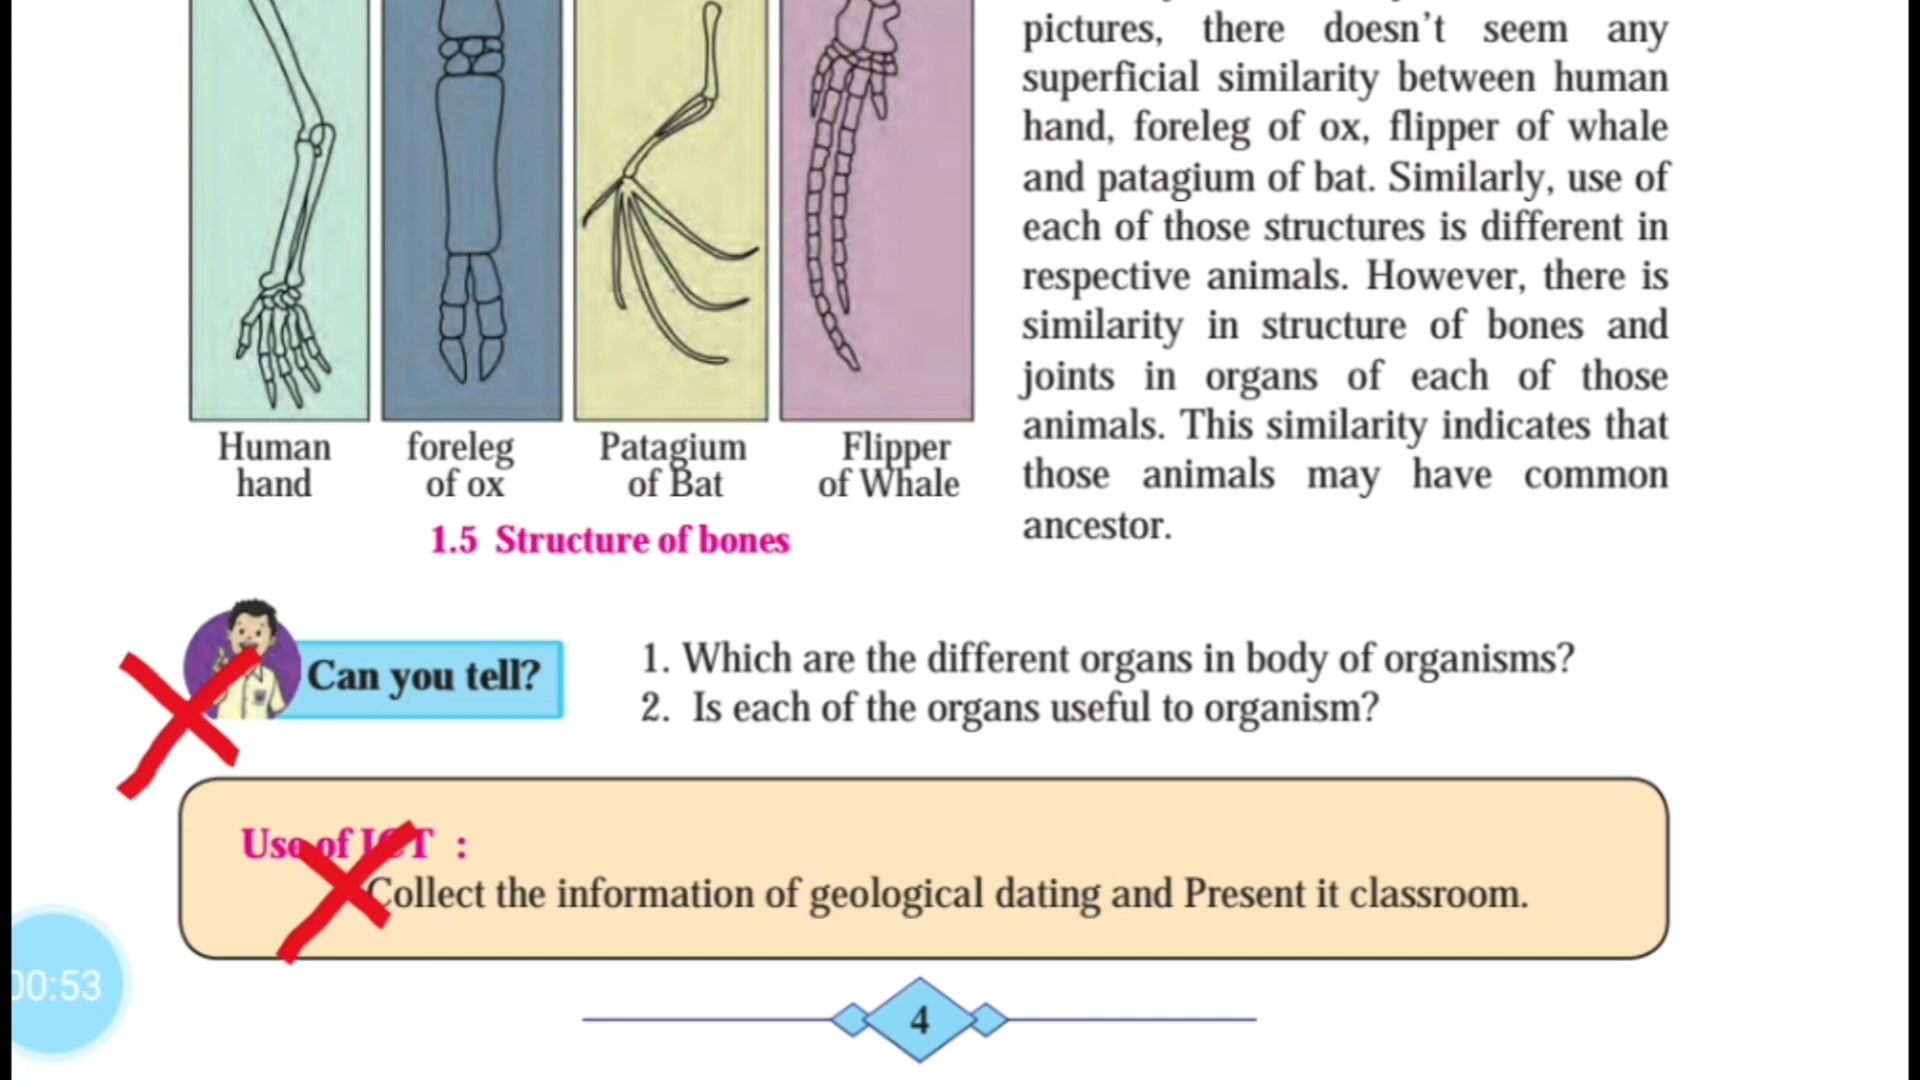 Human
hand
foreleg
of ox
Patagium
of Bat
Flipper
of Whale
1.5 Structure of bones
pictures, there doesn't seem any
superficial similarity between human
hand, foreleg of ox, flipper of whale
and patagium of bat. Similarly, use of
each of those structures is different in
respective animals. However, there is
similarity in structure of bones and
joints in organs of each of those
animals. This similarity indicates that
those animals may have common
ancestor.
Can you tell?
1. Which are the different organs in body of organisms?
2. Is each of the organs useful to organism?
Use of ICT :
Collect the information of geological dating and Present it classroom.
00:53
4